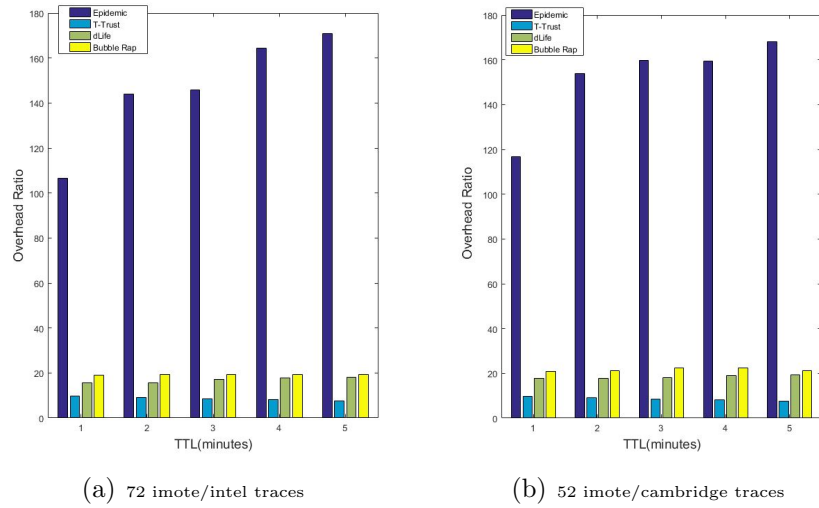 180
160
140
120
100
80
60
40
20
0
Overhead Ratio
Epidemic
T-Trust
dLife
Bubble Rap
1 2 3 4 5
TTL(minutes)
(a) 72 imote/intel traces
180
160
140
120
100
80
60
40
20
0
Overhead Ratio
Epidemic
T-Trust
dLife
Bubble Rap
1 2 3 4 5
TTL(minutes)
(b) 52 imote/cambridge traces